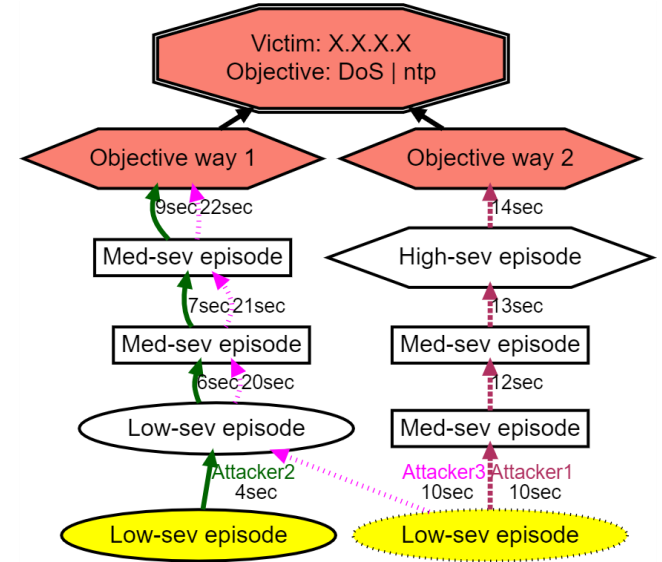 Victim: X.X.X.X
Objective: DoS | ntp
Objective way 1
Objective way 2
9sec
22sec
14sec
Med-sev episode
High-sev episode
7sec
21sec
13sec
Med-sev episode
Med-sev episode
6sec
20sec
12sec
Low-sev episode
Med-sev episode
Attacker2
4sec
Attacker3
10sec
Attacker1
10sec
Low-sev episode
Low-sev episode